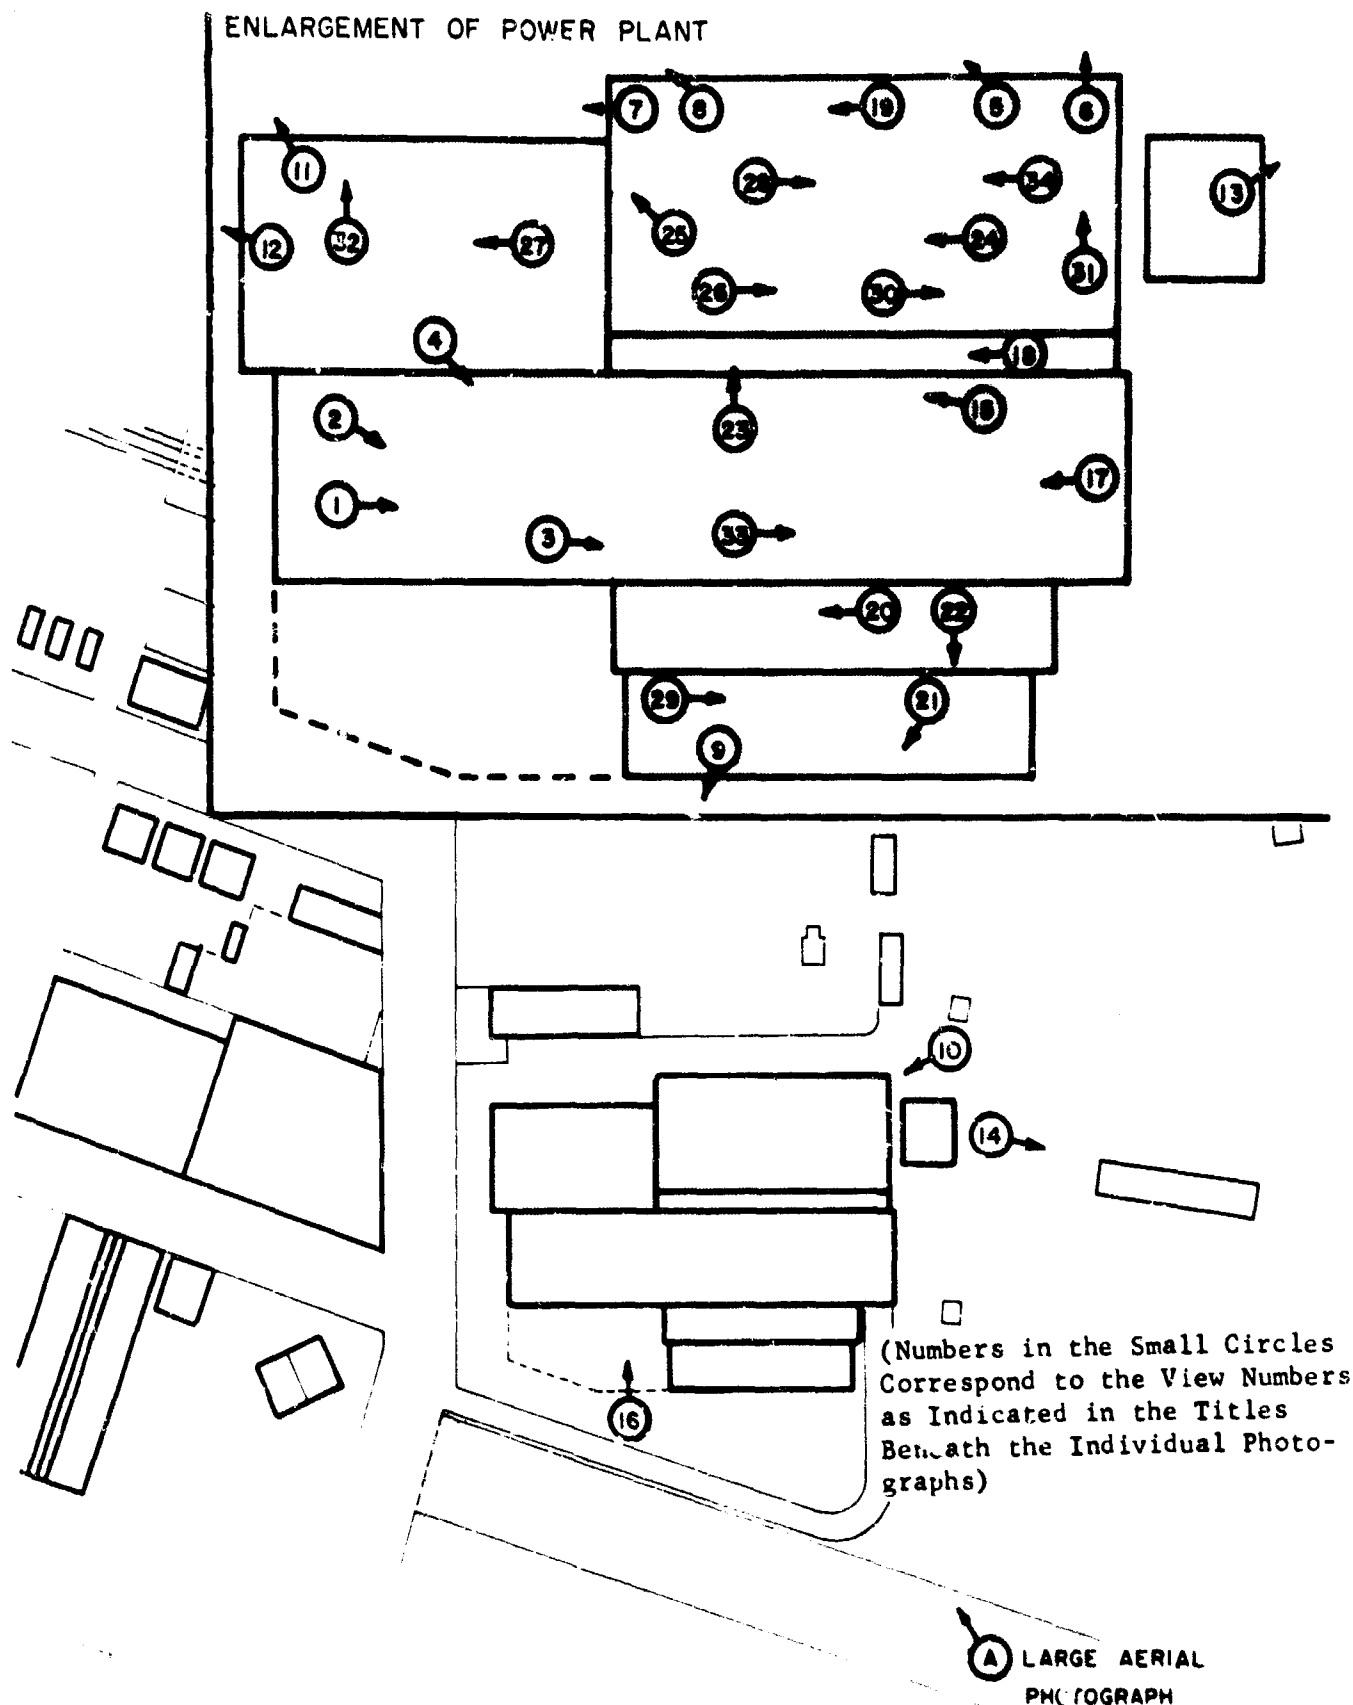 ENLARGEMENT OF POWER PLANT
7 8 19 5 6
11 28 34 13
12 32 27 25 24 31
26 30
4 18
2 23 15
17
1 3 33
20 22
29 21
9
10
14
(Numbers in the Small Circles
Correspond to the View Numbers
as Indicated in the Titles
Beneath the Individual Photo-
graphs)
16
A LARGE AERIAL
PHOTOGRAPH